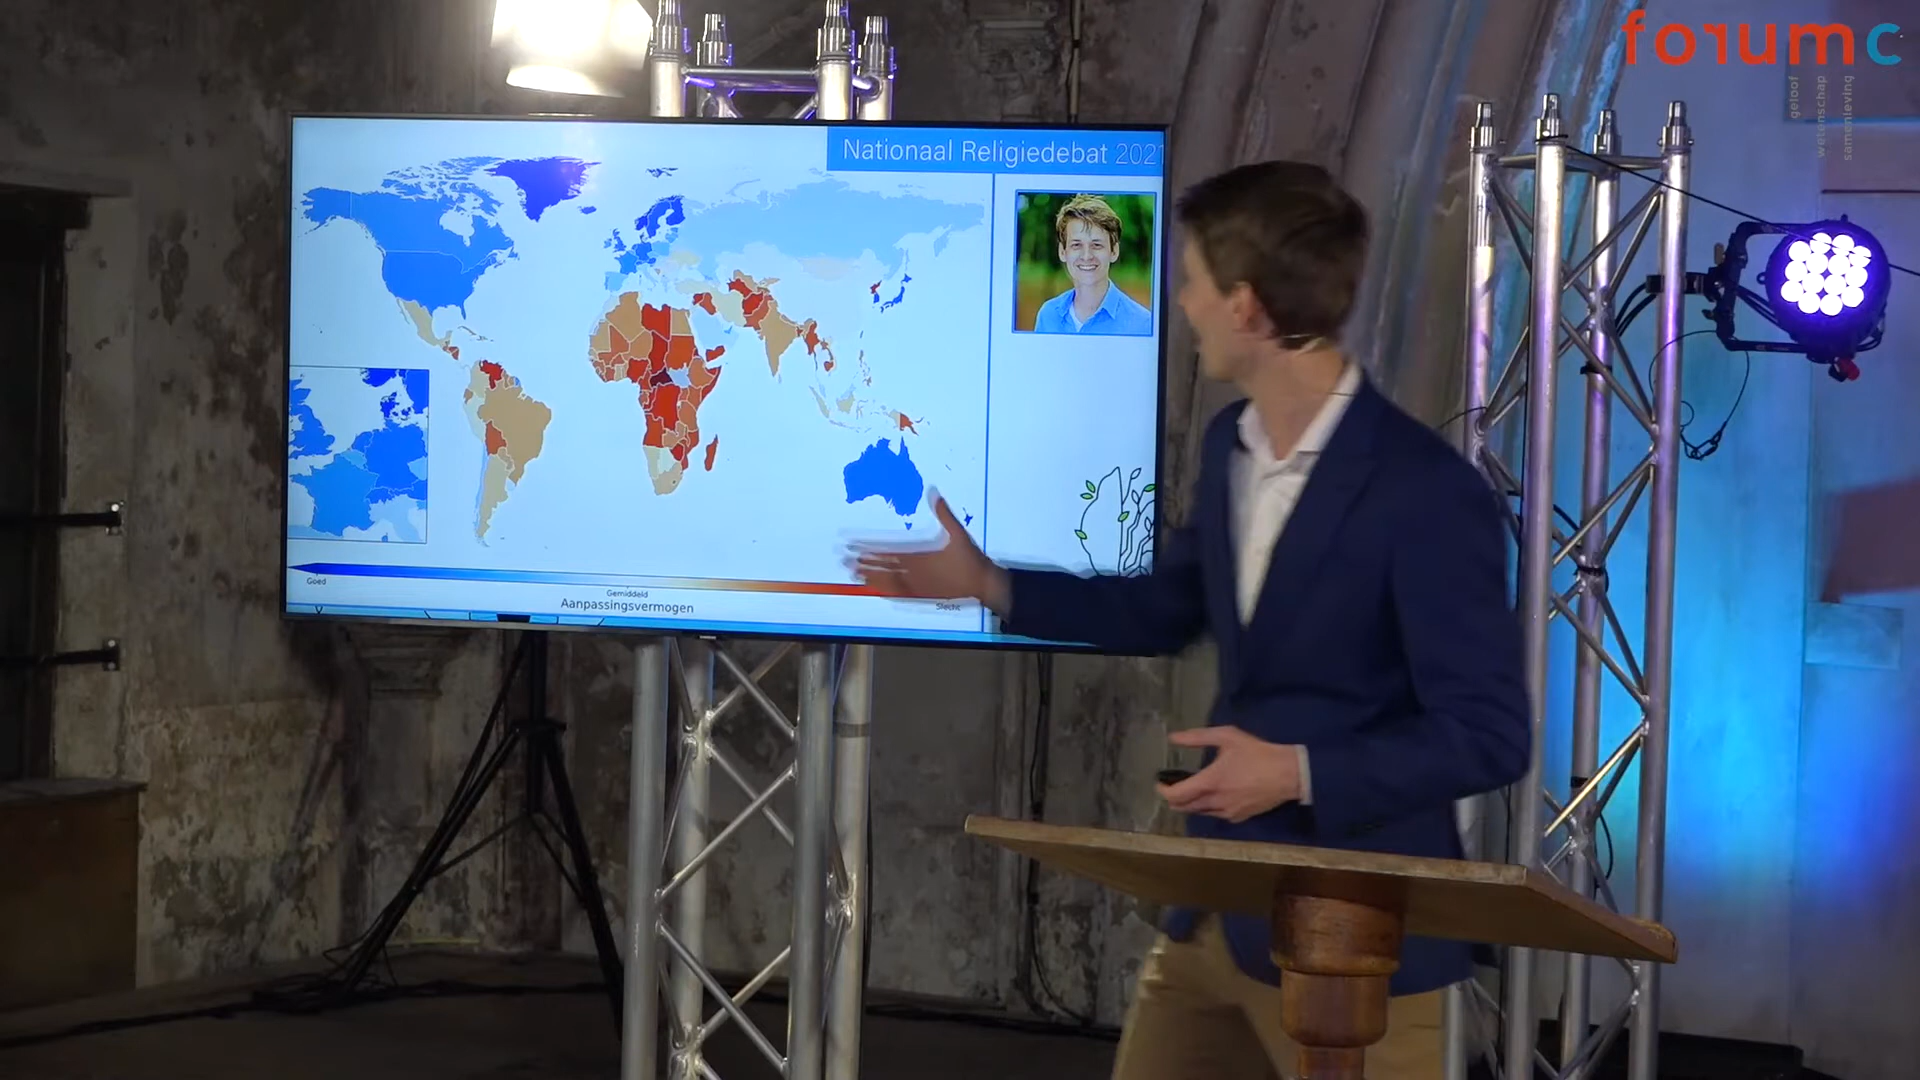 forumc
geloof
wetenschap
samenleving
Nationaal Religiedebat 2021
Goed
Gemiddeld
Slecht
Aanpassingsvermogen